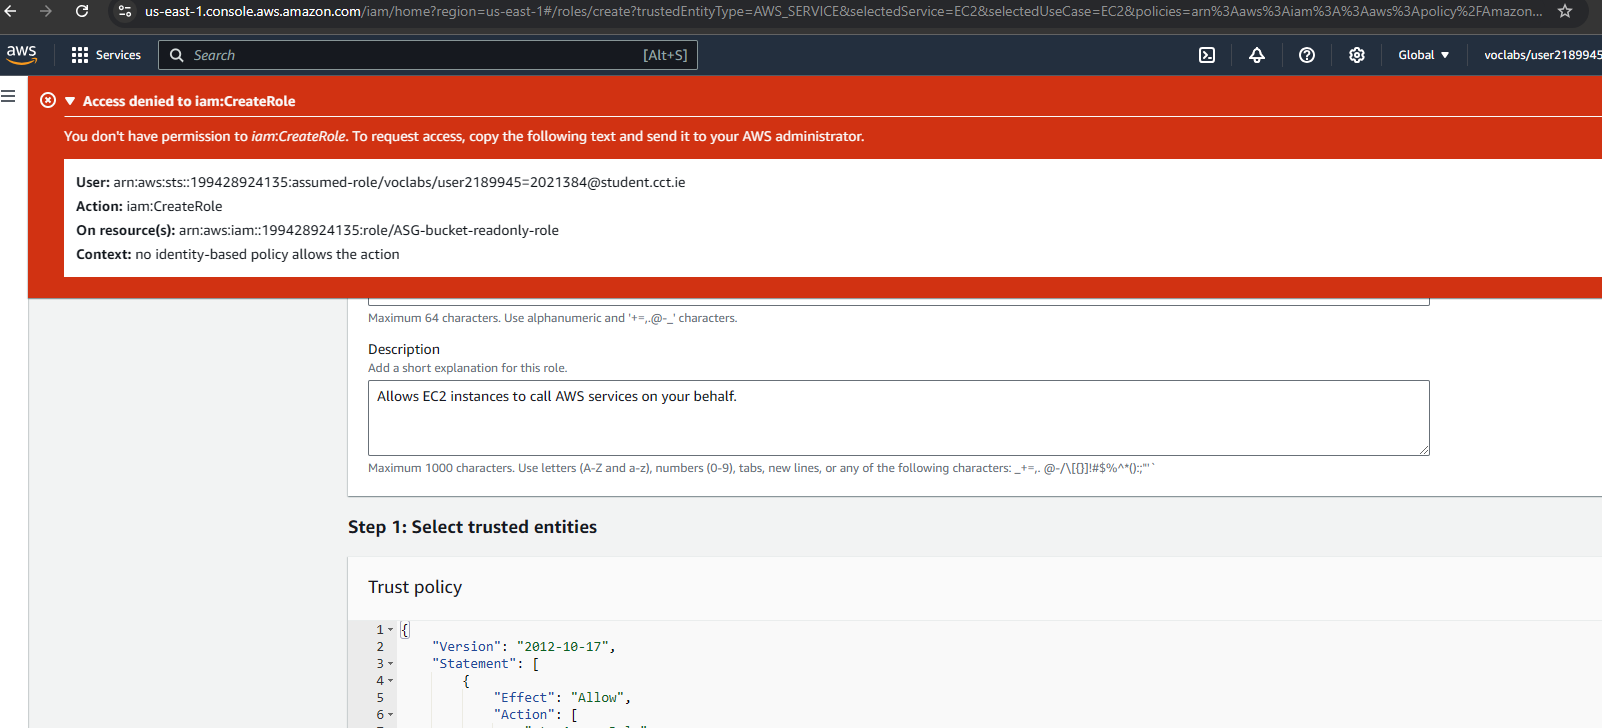 us-east-1.console.aws.amazon.com/iam/home?region=us-east-1#/roles/create?trustedEntityType=AWS_SERVICE&selectedService=EC2&selectedUseCase=EC2&policies=arn%3Aaws%3Aiam%3A%3Aaws%3Apolicy%2FAmazon...
aws Services Search [Alt+S] Global voclabs/user2189945
Access denied to iam:CreateRole
You don't have permission to iam:CreateRole. To request access, copy the following text and send it to your AWS administrator.
User: arn:aws:sts::199428924135:assumed-role/voclabs/user2189945=2021384@student.cct.ie
Action: iam:CreateRole
On resource(s): arn:aws:iam::199428924135:role/ASG-bucket-readonly-role
Context: no identity-based policy allows the action
Maximum 64 characters. Use alphanumeric and '+=,.@-_' characters.
Description
Add a short explanation for this role.
Allows EC2 instances to call AWS services on your behalf.
Maximum 1000 characters. Use letters (A-Z and a-z), numbers (0-9), tabs, new lines, or any of the following characters: _+=,. @-/\[{}]!#$%^*();:"'`
Step 1: Select trusted entities
Trust policy
1 {
2 "Version": "2012-10-17",
3 "Statement": [
4 {
5 "Effect": "Allow",
6 "Action": [